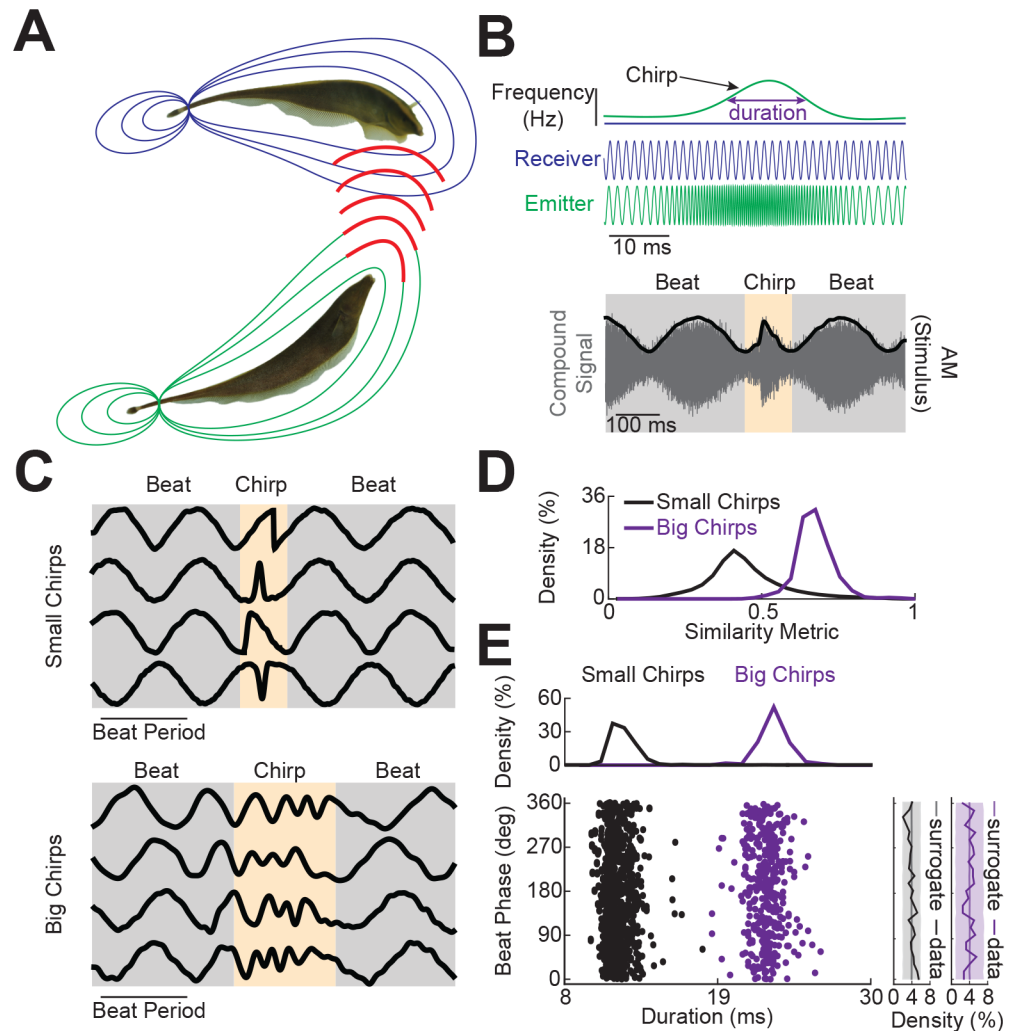 A
B
Chirp
Frequency
(Hz)
duration
Receiver
Emitter
10 ms
Beat Chirp Beat
Compound
Signal
AM
(Stimulus)
100 ms
C
Beat Chirp Beat
Small Chirps
Beat Period
Beat Chirp Beat
Big Chirps
Beat Period
D
Density (%)
36
18
0
Small Chirps
Big Chirps
0 0.5 1
Similarity Metric
E
Small Chirps Big Chirps
Density (%)
60
30
0
Beat Phase (deg)
360
270
180
90
0
8 19 30
Duration (ms)
surrogate data
surrogate data
0 4 8 0 4 8
Density (%)